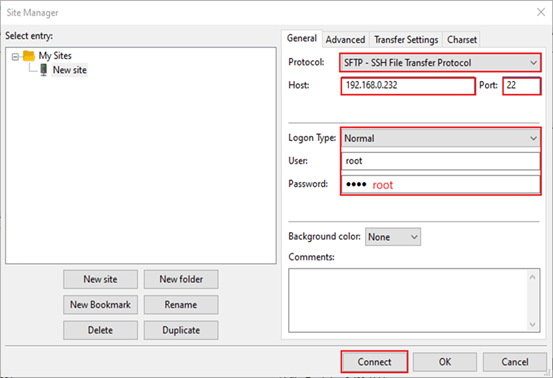 Site Manager
Select entry:
My Sites
New site
New site
New folder
New Bookmark
Rename
Delete
Duplicate
General
Advanced
Transfer Settings
Charset
Protocol:
SFTP - SSH File Transfer Protocol
Host:
192.168.0.232
Port:
22
Logon Type:
Normal
User:
root
Password:
●●●● root
Background color:
None
Comments:
Connect
OK
Cancel